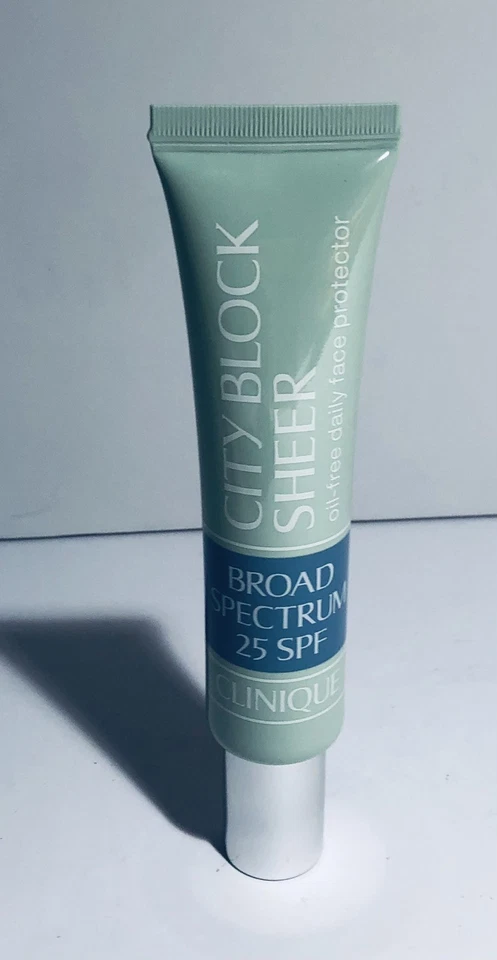 CITY BLOCK
SHEER
oil-free daily face protector
BROAD
SPECTRUM
25 SPF
CLINIQUE